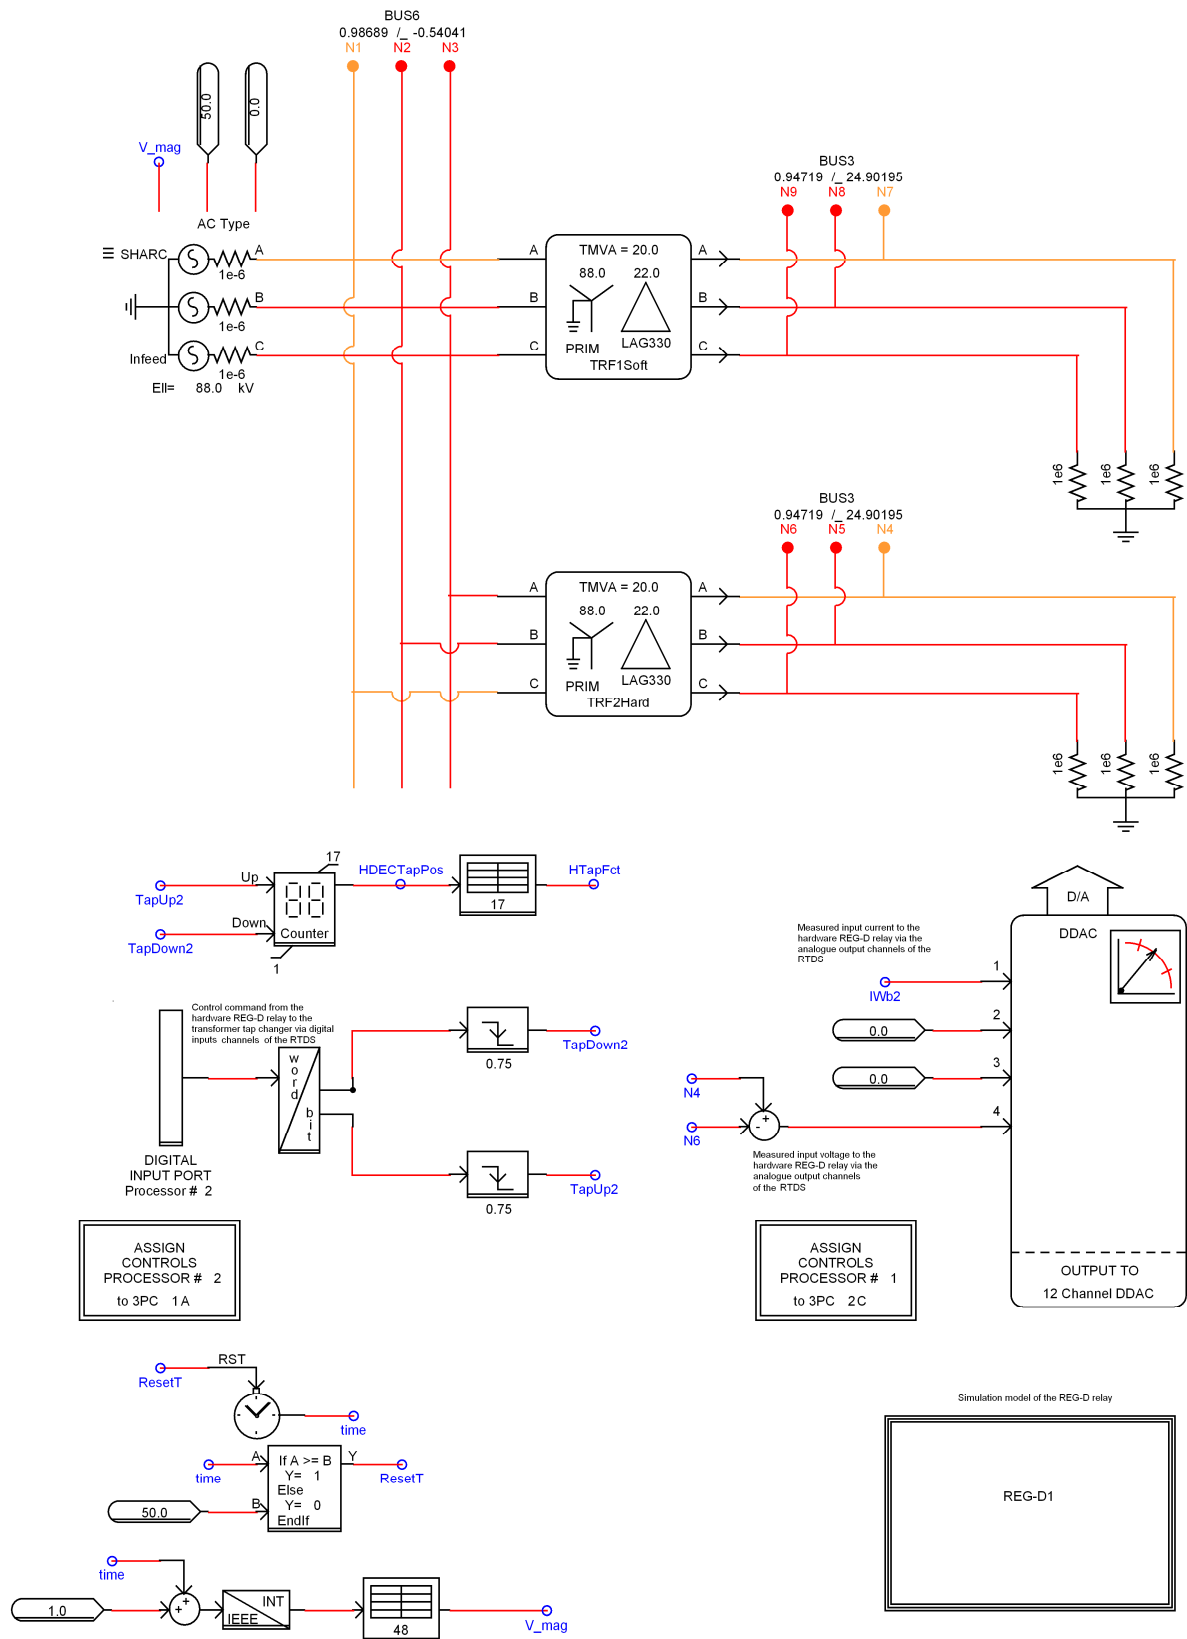 BUS6
0.98689 /_ -0.54041
N1 N2 N3
50.0
0.0
V_mag
AC Type
SHARC
A
1e-6
B
1e-6
C
1e-6
Infeed
Ell= 88.0 kV
BUS3
0.94719 /_ 24.90195
N9 N8 N7
TMVA = 20.0
A
88.0 22.0
B
C
A
B
C
LAG330
PRIM
TRF1Soft
1e6
1e6
1e6
BUS3
0.94719 /_ 24.90195
N6 N5 N4
TMVA = 20.0
A
88.0 22.0
B
C
A
B
C
LAG330
PRIM
TRF2Hard
1e6
1e6
1e6
17
Up
TapUp2
Down
TapDown2
Counter
1
HDECTapPos
17
HTapFct
Control command from the
hardware REG-D relay to the
transformer tap changer via digital
inputs channels of the RTDS
word
bit
DIGITAL
INPUT PORT
Processor # 2
0.75
TapDown2
0.75
TapUp2
Measured input current to the
hardware REG-D relay via the
analogue output channels of the
RTDS
D/A
DDAC
1
IWb2
2
0.0
3
0.0
4
N4
N6
+
-
Measured input voltage to the
hardware REG-D relay via the
analogue output channels
of the RTDS
OUTPUT TO
12 Channel DDAC
ASSIGN
CONTROLS
PROCESSOR # 2
to 3PC 1A
ASSIGN
CONTROLS
PROCESSOR # 1
to 3PC 2C
RST
ResetT
time
time
A
B
50.0
If A >= B
Y= 1
Else
Y= 0
EndIf
Y
ResetT
time
1.0
+
+
INT
IEEE
48
V_mag
Simulation model of the REG-D relay
REG-D1